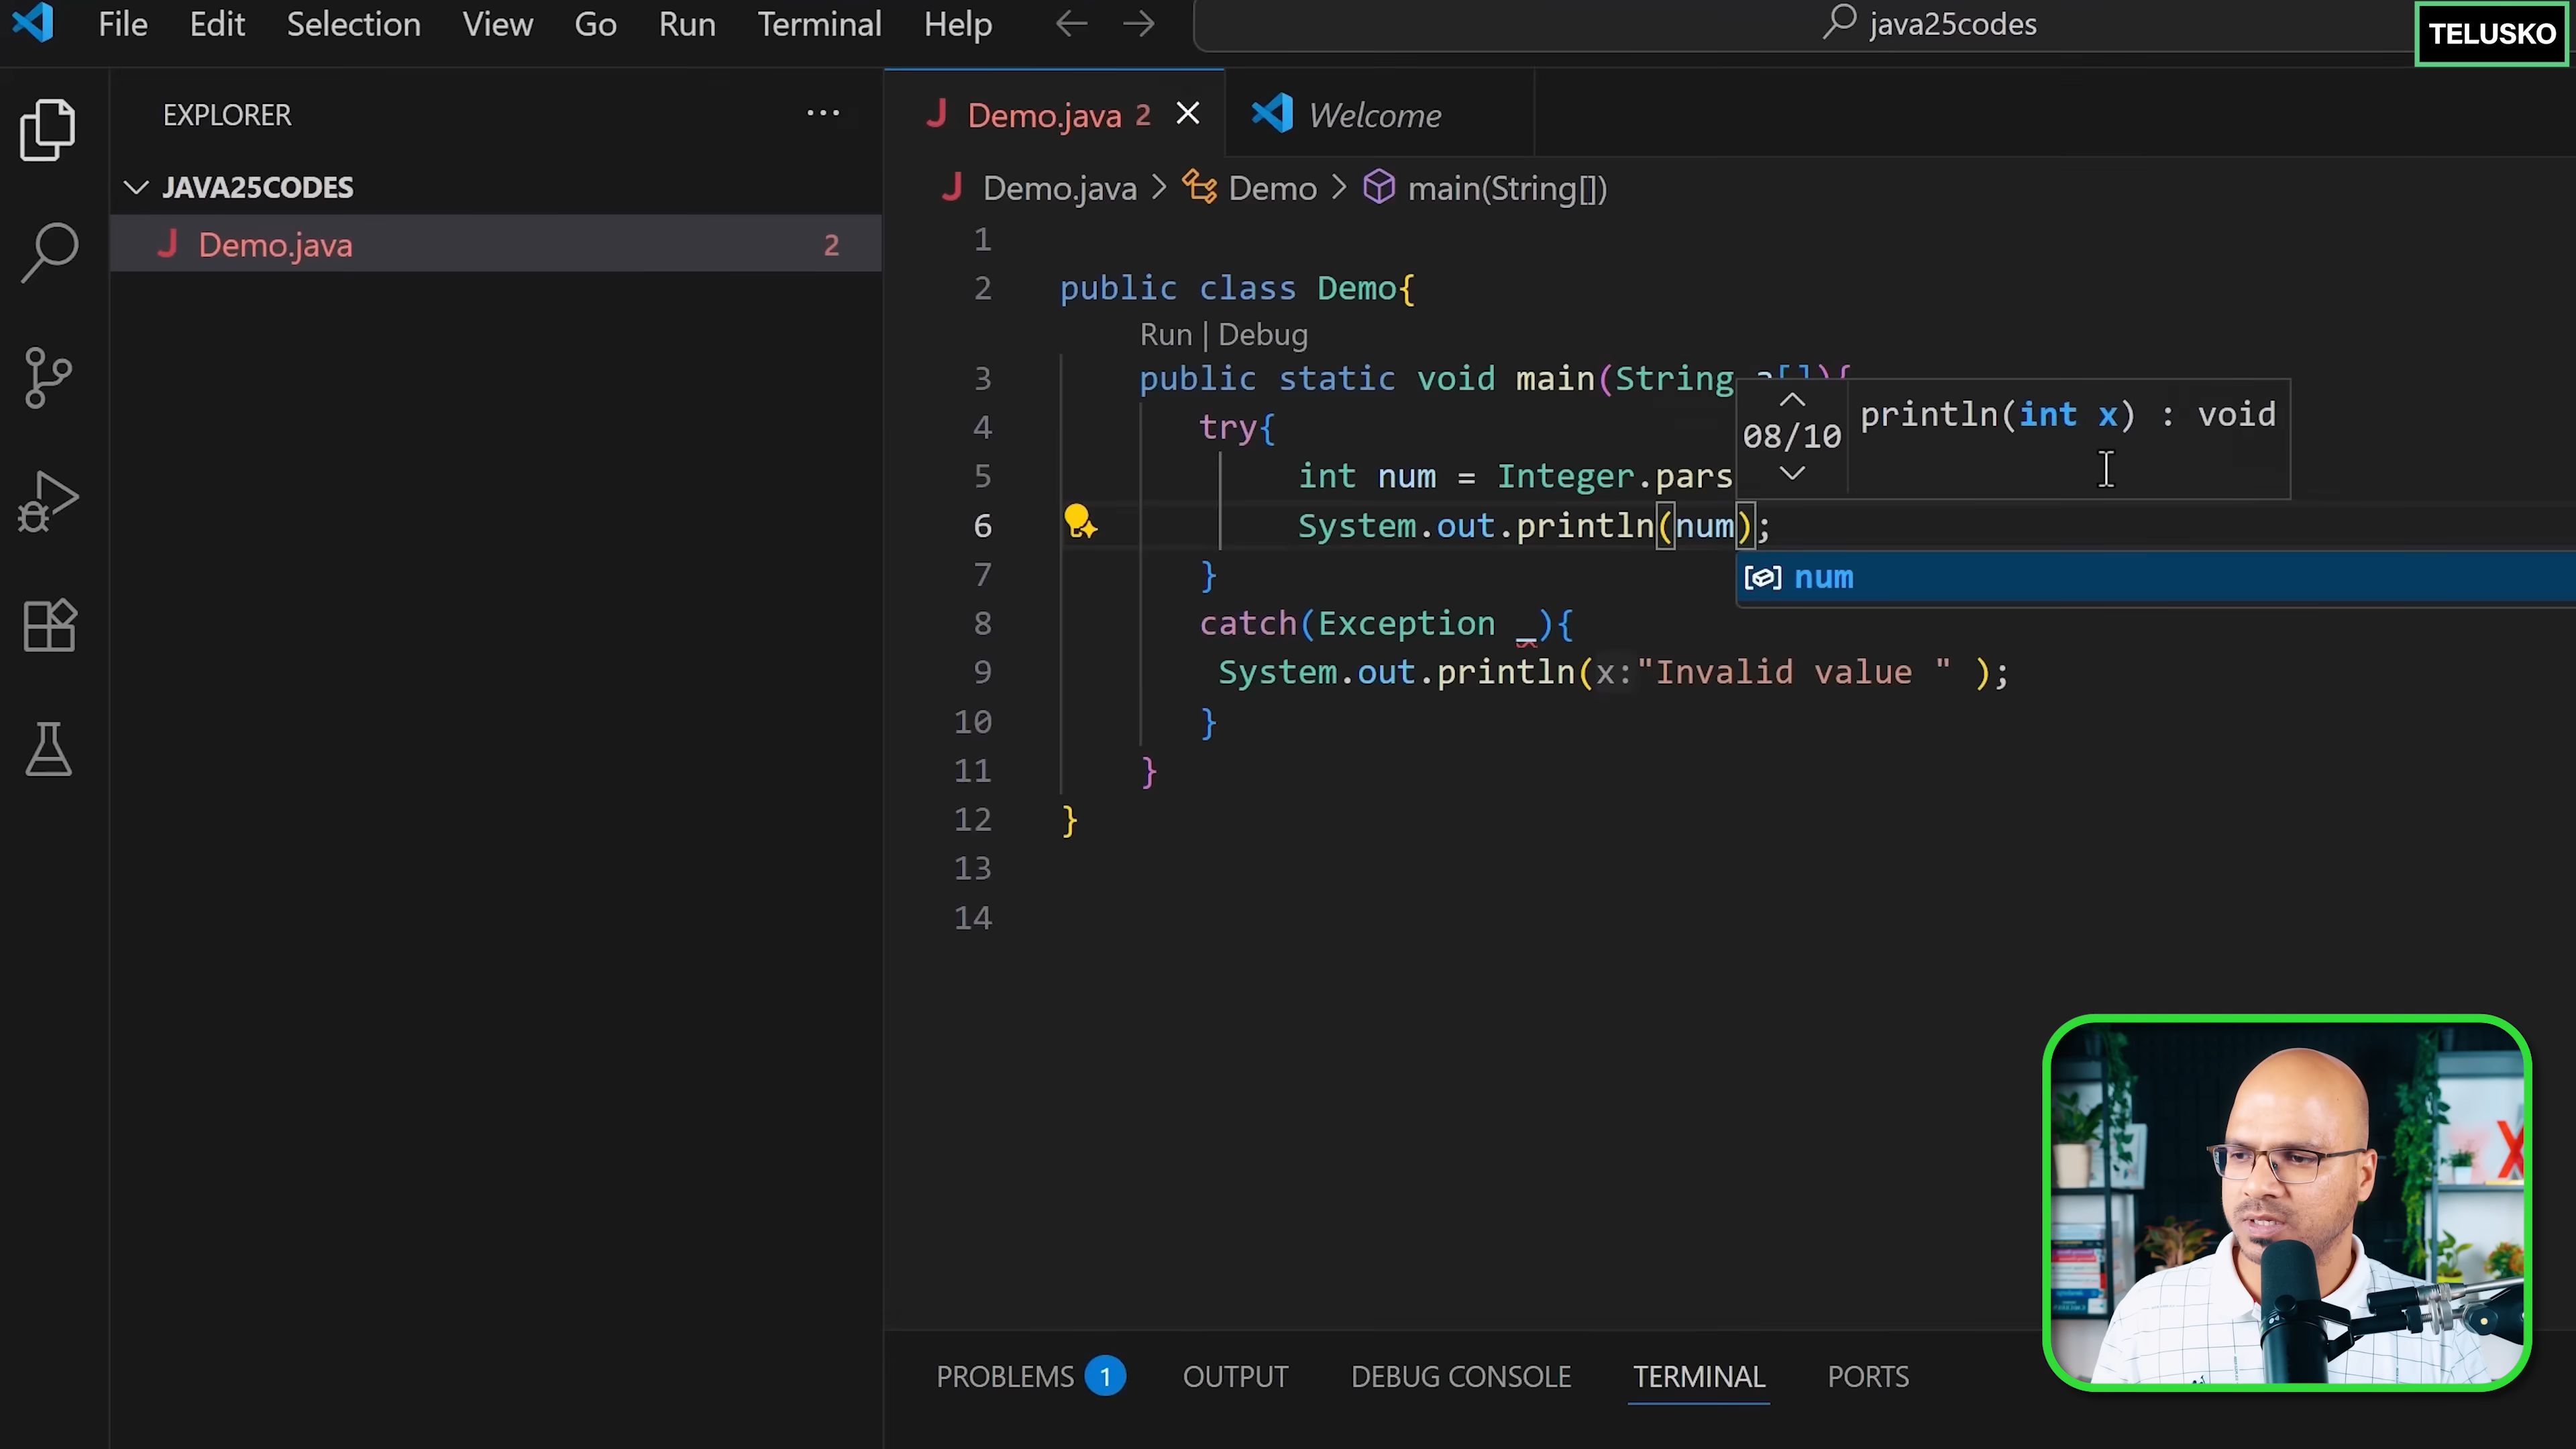 File Edit Selection View Go Run Terminal Help
java25codes
TELUSKO
EXPLORER
JAVA25CODES
Demo.java 2
Demo.java 2
Welcome
Demo.java > Demo > main(String[])
1
2 public class Demo{
Run | Debug
3 public static void main(String a[]){
4 try{
5 int num = Integer.pars
6 System.out.println(num);
7 }
8 catch(Exception _){
9 System.out.println(x:"Invalid value " );
10 }
11 }
12 }
13
14
08/10
println(int x) : void
num
PROBLEMS 1 OUTPUT DEBUG CONSOLE TERMINAL PORTS